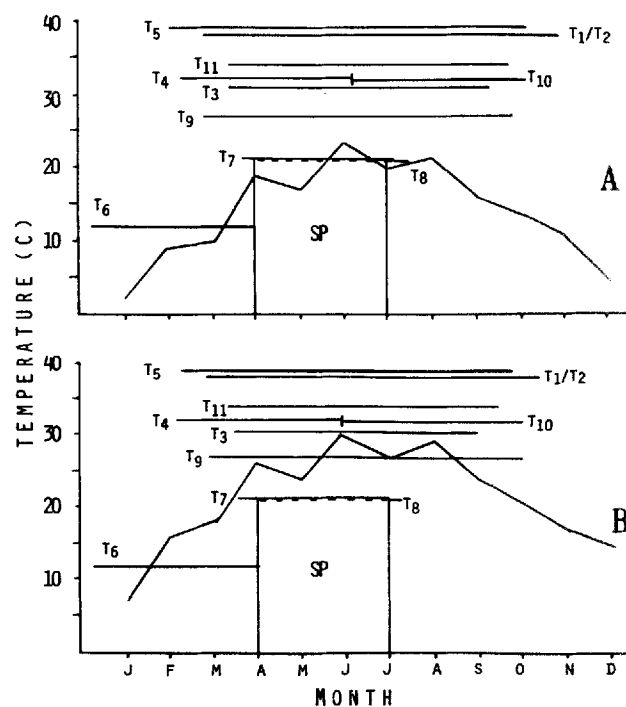 40
T5
T1/T2
T11
T4
T10
30
T3
T9
T7
T8
20
A
T6
SP
10
TEMPERATURE (C)
40
T5
T1/T2
T11
T4
T10
30
T3
T9
T7
T8
20
B
T6
SP
10
J F M A M J J A S O N D
MONTH